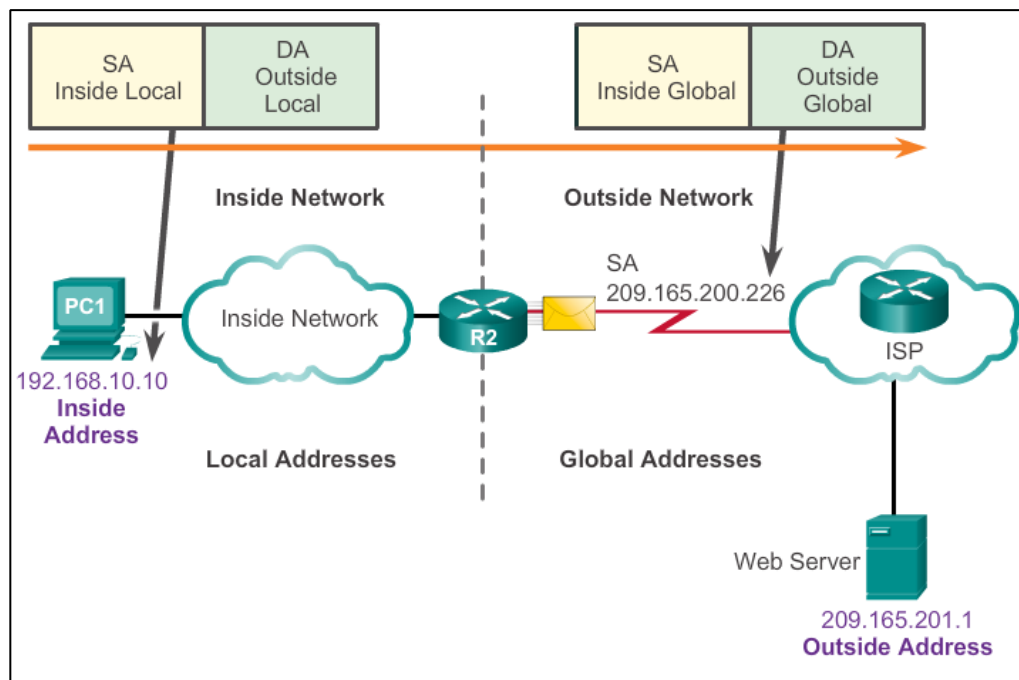 SA
Inside Local
DA
Outside
Local
SA
Inside Global
DA
Outside
Global
Inside Network
Outside Network
SA
209.165.200.226
PC1
Inside Network
R2
ISP
192.168.10.10
Inside
Address
Local Addresses
Global Addresses
Web Server
209.165.201.1
Outside Address